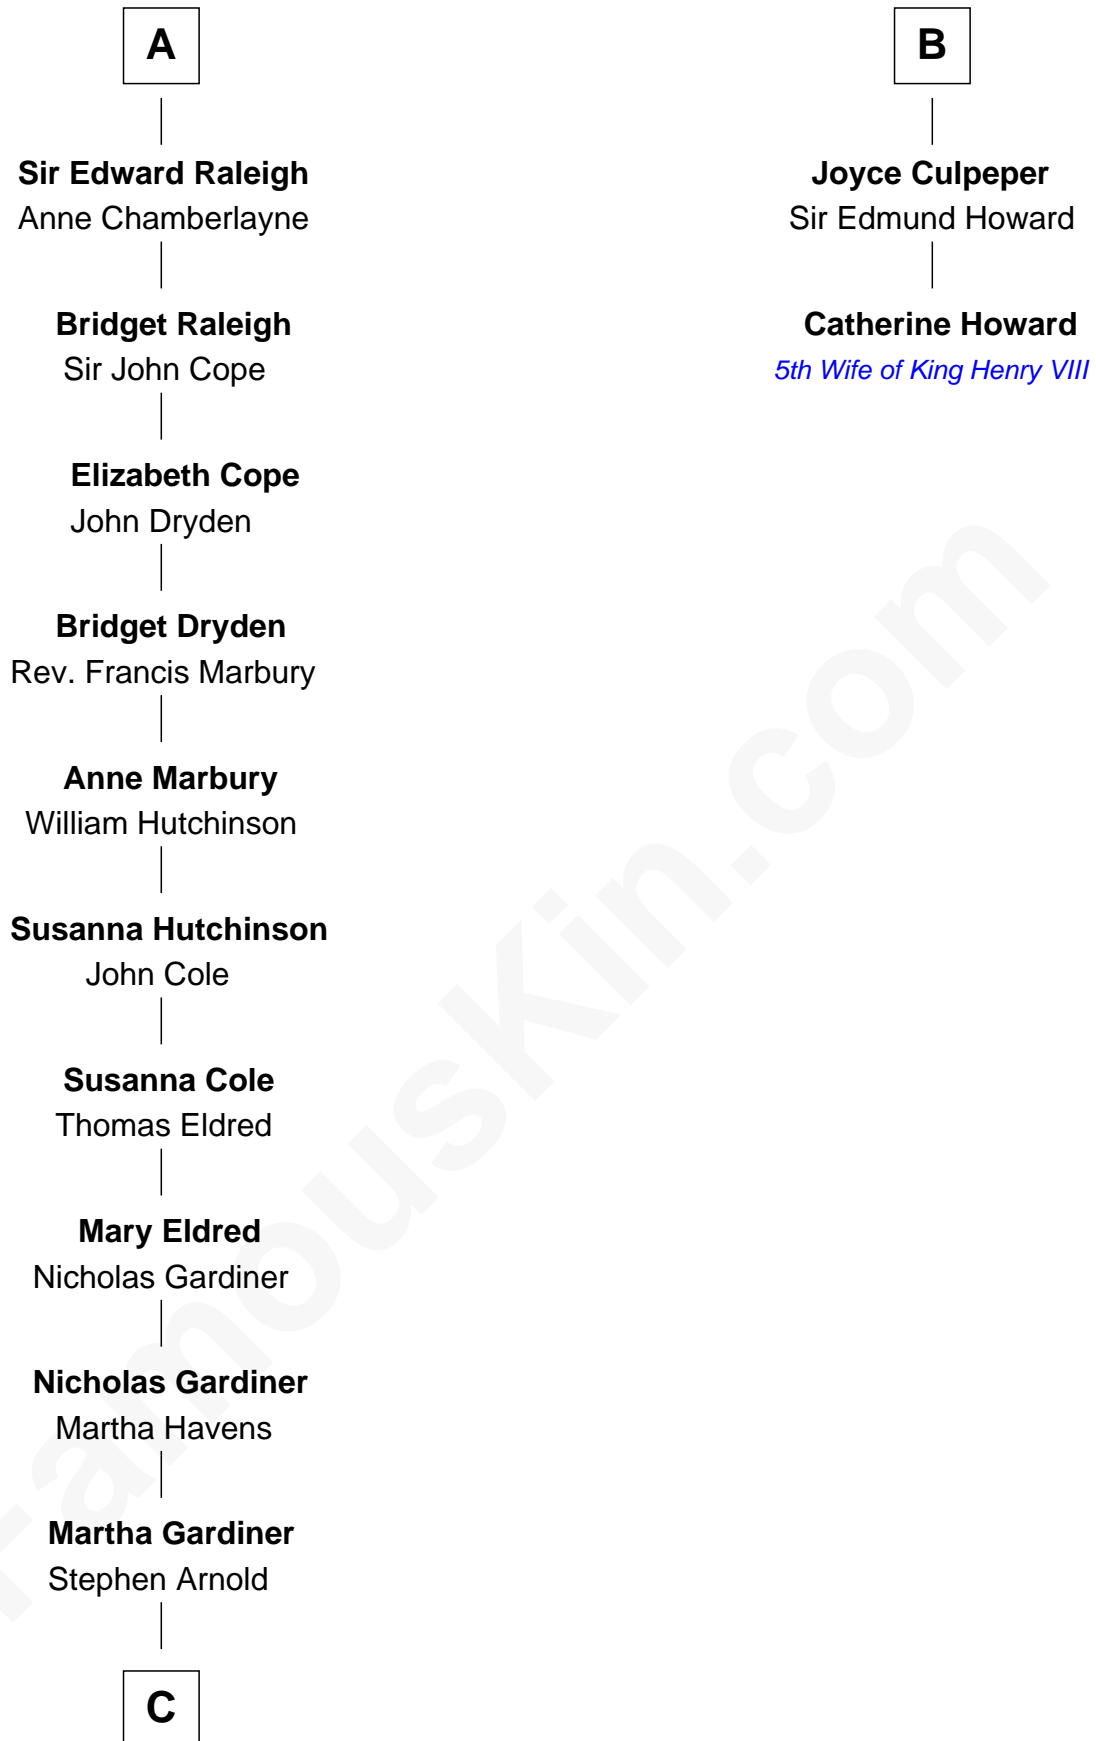 A
Sir Edward Raleigh
Anne Chamberlayne
Bridget Raleigh
Sir John Cope
Elizabeth Cope
John Dryden
Bridget Dryden
Rev. Francis Marbury
Anne Marbury
William Hutchinson
Susanna Hutchinson
John Cole
Susanna Cole
Thomas Eldred
Mary Eldred
Nicholas Gardiner
Nicholas Gardiner
Martha Havens
Martha Gardiner
Stephen Arnold
C
B
Joyce Culpeper
Sir Edmund Howard
Catherine Howard
5th Wife of King Henry VIII
FamousKin.com